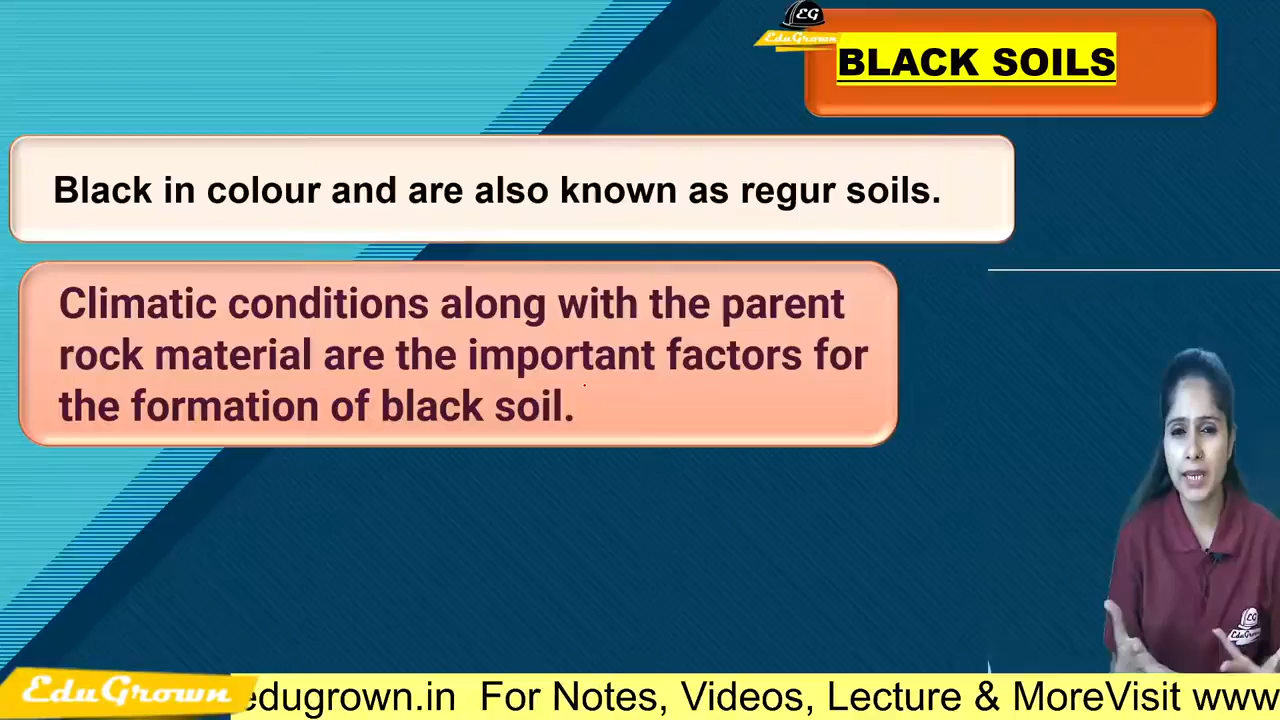 EG
EduGrown
BLACK SOILS
Black in colour and are also known as regur soils.
Climatic conditions along with the parent
rock material are the important factors for
the formation of black soil.
EG
EduGrown
EduGrown
edugrown.in For Notes, Videos, Lecture & MoreVisit www